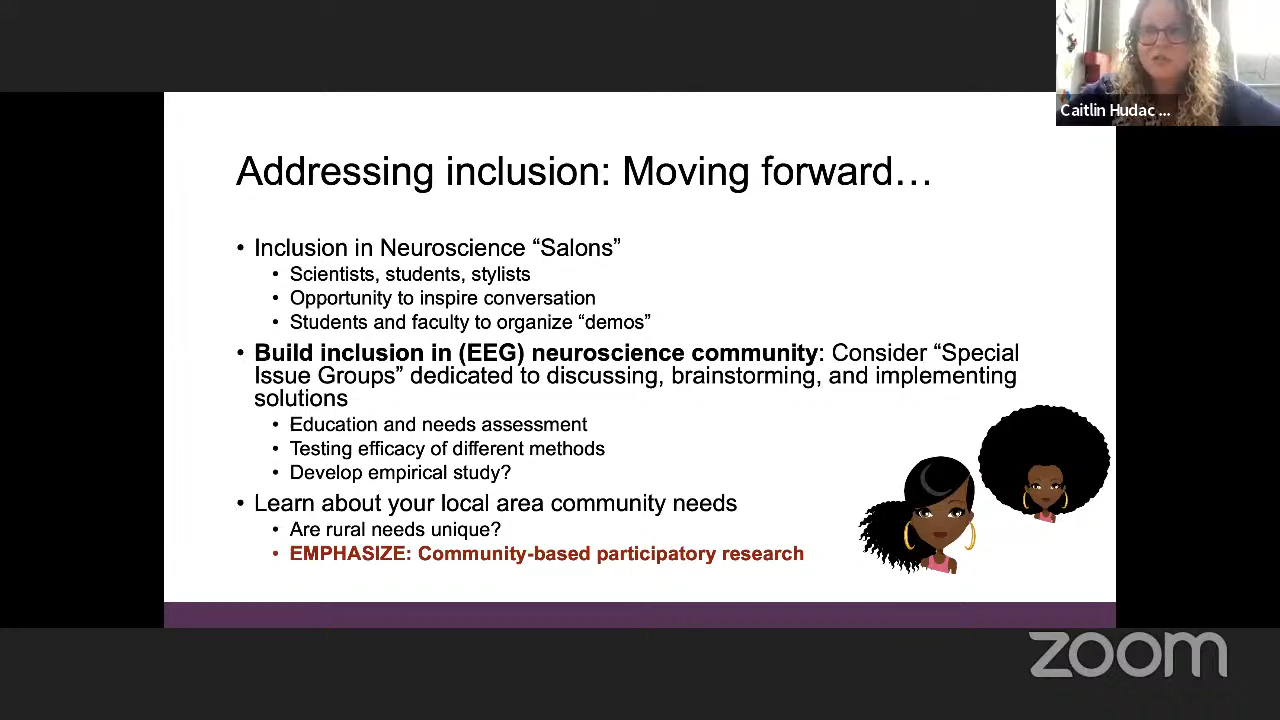 Caitlin Hudac ...
Addressing inclusion: Moving forward…
• Inclusion in Neuroscience “Salons”
• Scientists, students, stylists
• Opportunity to inspire conversation
• Students and faculty to organize “demos”
• Build inclusion in (EEG) neuroscience community: Consider “Special
Issue Groups” dedicated to discussing, brainstorming, and implementing
solutions
• Education and needs assessment
• Testing efficacy of different methods
• Develop empirical study?
• Learn about your local area community needs
• Are rural needs unique?
• EMPHASIZE: Community-based participatory research
zoom